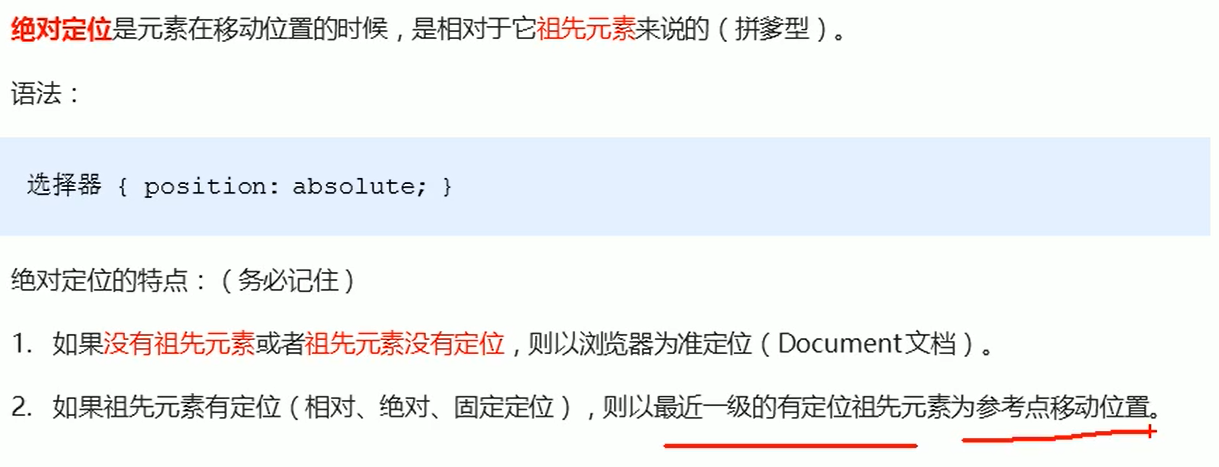 绝对定位是元素在移动位置的时候，是相对于它祖先元素来说的（拼爹型）。
语法：
选择器 { position: absolute; }
绝对定位的特点：（务必记住）
1. 如果没有祖先元素或者祖先元素没有定位，则以浏览器为准定位（Document文档）。
2. 如果祖先元素有定位（相对、绝对、固定定位），则以最近一级的有定位祖先元素为参考点移动位置。